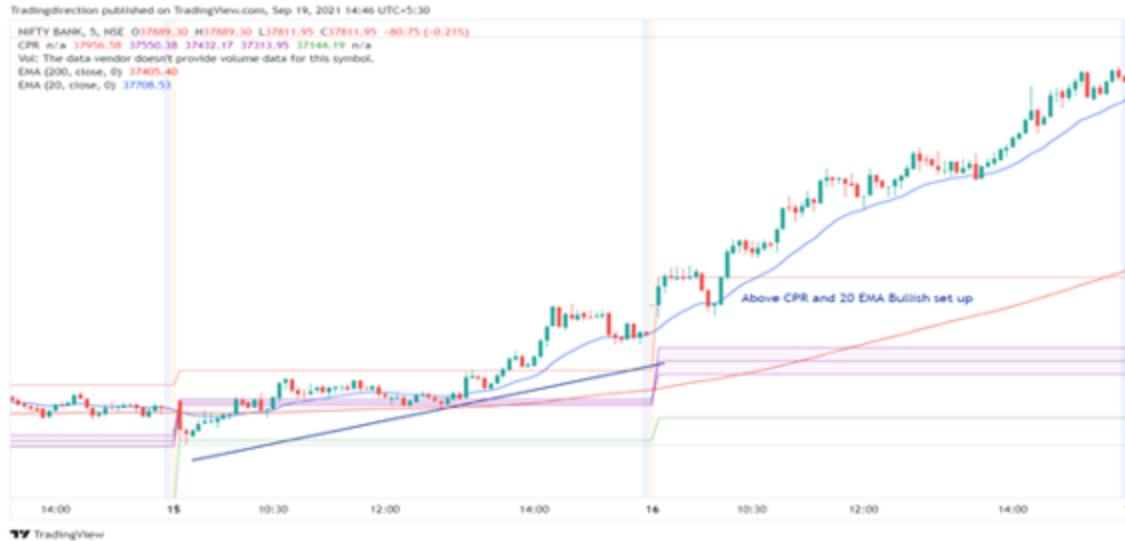 Tradingdirection published on TradingView.com, Sep 19, 2021 14:46 UTC+5:30
NIFTY BANK, 5, NSE O37889.30 H37889.30 L37811.95 C37811.95 -80.75 (-0.21%)
CPR n/a 37956.58 37550.38 37432.17 37313.95 37144.19 n/a
Vol: The data vendor doesn't provide volume data for this symbol.
EMA (200, close, 0) 37405.40
EMA (20, close, 0) 37708.53
Above CPR and 20 EMA Bullish set up
14:00 15 10:30 12:00 14:00 16 10:30 12:00 14:00
TradingView